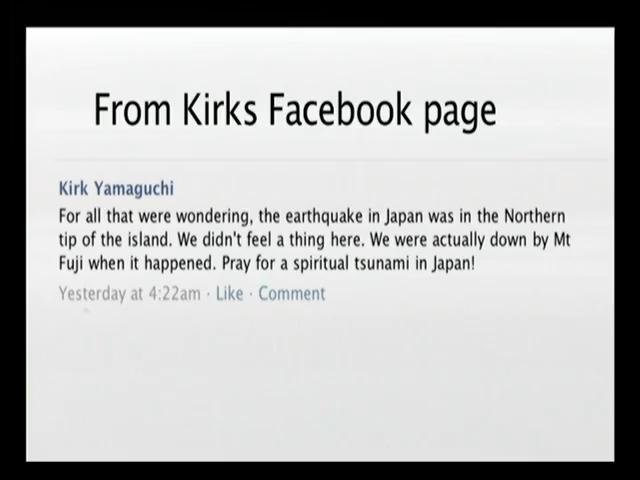 From Kirks Facebook page
Kirk Yamaguchi
For all that were wondering, the earthquake in Japan was in the Northern
tip of the island. We didn't feel a thing here. We were actually down by Mt
Fuji when it happened. Pray for a spiritual tsunami in Japan!
Yesterday at 4:22am · Like · Comment